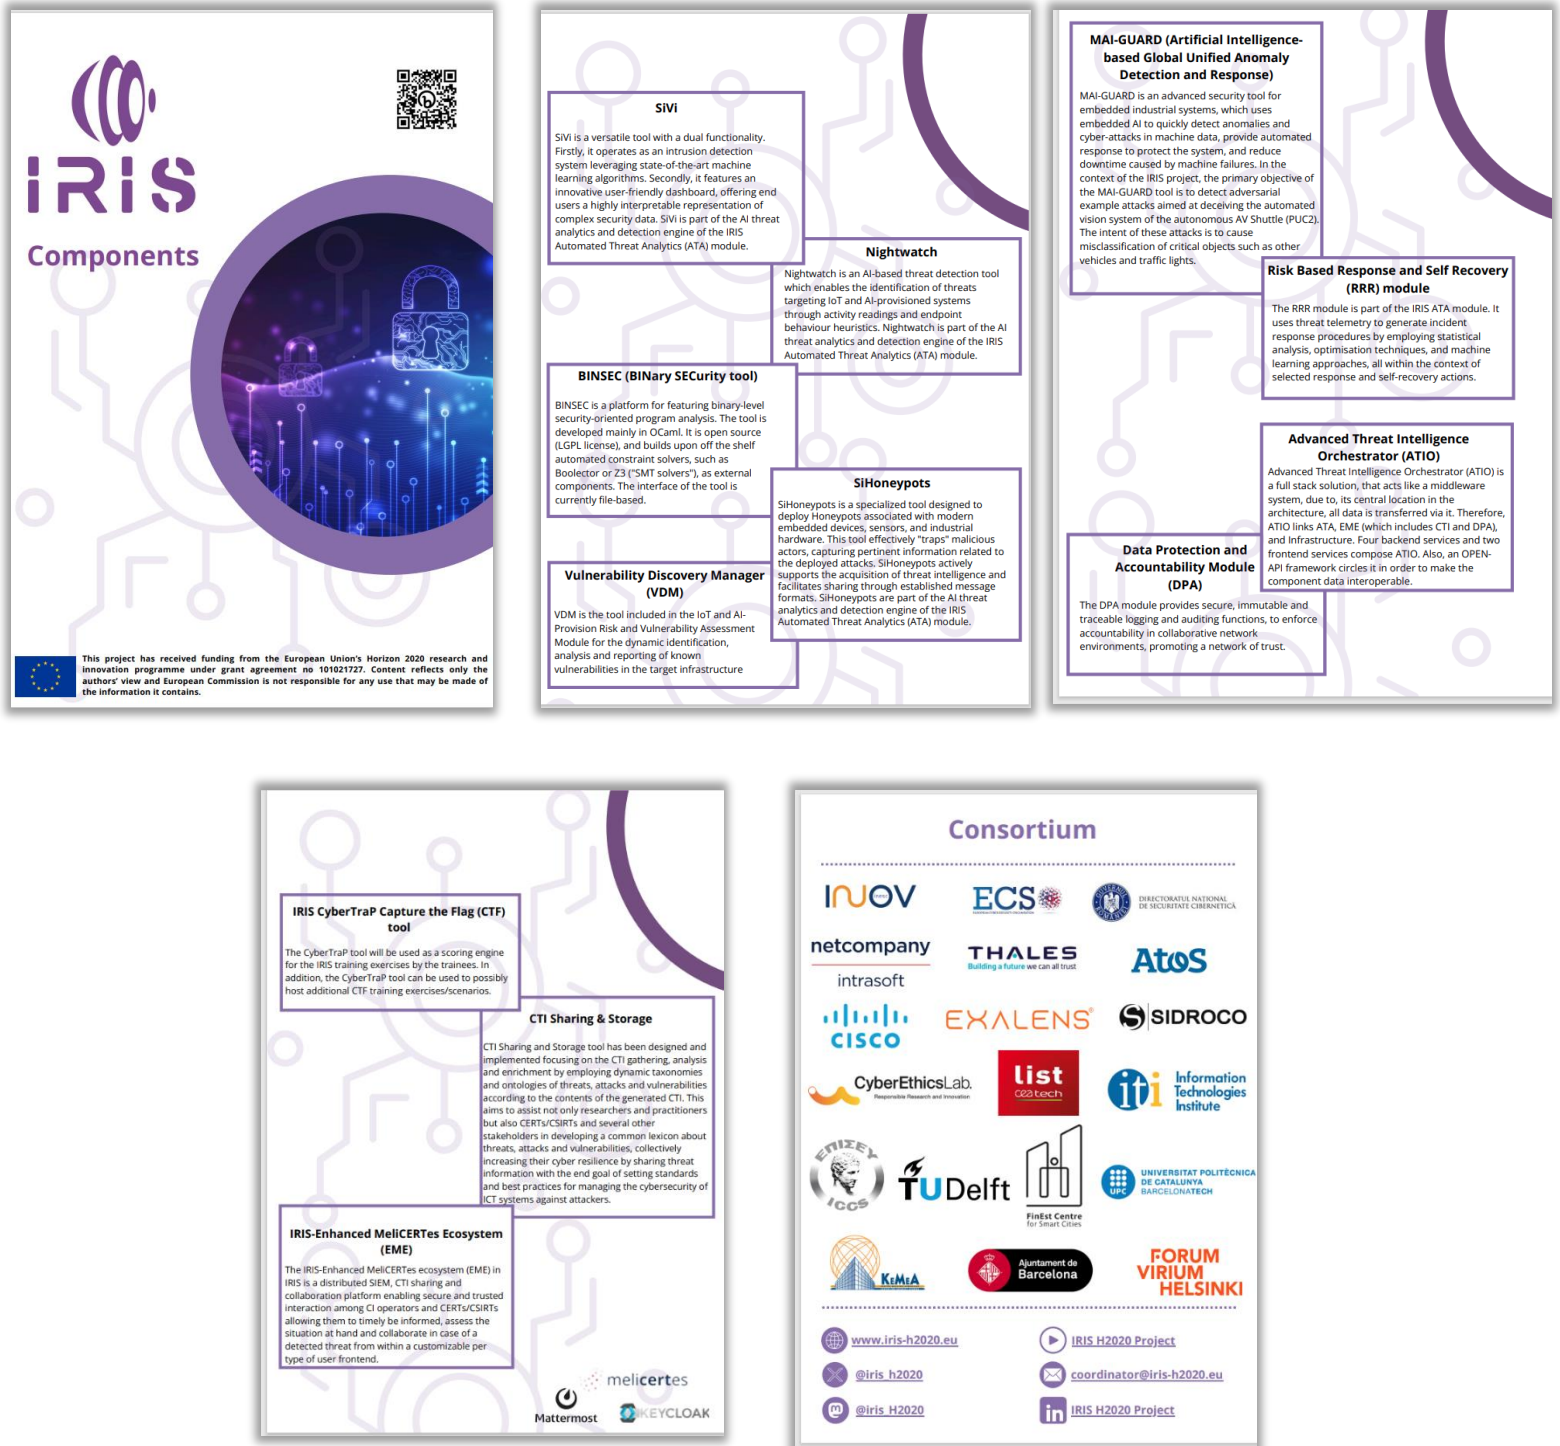 IRIS
Components
This project has received funding from the European Union's Horizon 2020 research and
innovation programme under grant agreement no 101021727. Content reflects only the
authors' view and European Commission is not responsible for any use that may be made of
the information it contains.
SiVi
SiVi is a versatile tool with a dual functionality.
Firstly, it operates as an intrusion detection
system leveraging state-of-the-art machine
learning algorithms. Secondly, it features an
innovative user-friendly dashboard, offering end
users a highly interpretable representation of
complex security data. SiVi is part of the AI threat
analytics and detection engine of the IRIS
Automated Threat Analytics (ATA) module.
Nightwatch
Nightwatch is an AI-based threat detection tool
which enables the identification of threats
targeting IoT and AI-provisioned systems
through activity readings and endpoint
behaviour heuristics. Nightwatch is part of the AI
threat analytics and detection engine of the IRIS
Automated Threat Analytics (ATA) module.
BINSEC (BINary SECurity tool)
BINSEC is a platform for featuring binary-level
security-oriented program analysis. The tool is
developed mainly in OCaml. It is open source
(LGPL license), and builds upon off the shelf
automated constraint solvers, such as
Boolector or Z3 ("SMT solvers"), as external
components. The interface of the tool is
currently file-based.
SiHoneypots
SiHoneypots is a specialized tool designed to
deploy Honeypots associated with modern
embedded devices, sensors, and industrial
hardware. This tool effectively "traps" malicious
actors, capturing pertinent information related to
the deployed attacks. SiHoneypots actively
supports the acquisition of threat intelligence and
facilitates sharing through established message
formats. SiHoneypots are part of the AI threat
analytics and detection engine of the IRIS
Automated Threat Analytics (ATA) module.
Vulnerability Discovery Manager
(VDM)
VDM is the tool included in the IoT and AI-
Provision Risk and Vulnerability Assessment
Module for the dynamic identification,
analysis and reporting of known
vulnerabilities in the target infrastructure
MAI-GUARD (Artificial Intelligence-
based Global Unified Anomaly
Detection and Response)
MAI-GUARD is an advanced security tool for
embedded industrial systems, which uses
embedded AI to quickly detect anomalies and
cyber-attacks in machine data, provide automated
response to protect the system, and reduce
downtime caused by machine failures. In the
context of the IRIS project, the primary objective of
the MAI-GUARD tool is to detect adversarial
example attacks aimed at deceiving the automated
vision system of the autonomous AV Shuttle (PUC2).
The intent of these attacks is to cause
misclassification of critical objects such as other
vehicles and traffic lights.
Risk Based Response and Self Recovery
(RRR) module
The RRR module is part of the IRIS ATA module. It
uses threat telemetry to generate incident
response procedures by employing statistical
analysis, optimisation techniques, and machine
learning approaches, all within the context of
selected response and self-recovery actions.
Advanced Threat Intelligence
Orchestrator (ATIO)
Advanced Threat Intelligence Orchestrator (ATIO) is
a full stack solution, that acts like a middleware
system, due to, its central location in the
architecture, all data is transferred via it. Therefore,
ATIO links ATA, EME (which includes CTI and DPA),
and Infrastructure. Four backend services and two
frontend services compose ATIO. Also, an OPEN-
API framework circles it in order to make the
component data interoperable.
Data Protection and
Accountability Module
(DPA)
The DPA module provides secure, immutable and
traceable logging and auditing functions, to enforce
accountability in collaborative network
environments, promoting a network of trust.
IRIS CyberTraP Capture the Flag (CTF)
tool
The CyberTraP tool will be used as a scoring engine
for the IRIS training exercises by the trainees. In
addition, the CyberTraP tool can be used to possibly
host additional CTF training exercises/scenarios.
CTI Sharing & Storage
CTI Sharing and Storage tool has been designed and
implemented focusing on the CTI gathering, analysis
and enrichment by employing dynamic taxonomies
and ontologies of threats, attacks and vulnerabilities
according to the contents of the generated CTI. This
aims to assist not only researchers and practitioners
but also CERTs/CSIRTs and several other
stakeholders in developing a common lexicon about
threats, attacks and vulnerabilities, collectively
increasing their cyber resilience by sharing threat
information with the end goal of setting standards
and best practices for managing the cybersecurity of
ICT systems against attackers.
IRIS-Enhanced MeliCERTes Ecosystem
(EME)
The IRIS-Enhanced MeliCERTes ecosystem (EME) in
IRIS is a distributed SIEM, CTI sharing and
collaboration platform enabling secure and trusted
interaction among CI operators and CERTs/CSIRTs
allowing them to timely be informed, assess the
situation at hand and collaborate in case of a
detected threat from within a customizable per
type of user frontend.
melicertes
Mattermost
KEYCLOAK
Consortium
INOV
ECS
DIRECTORATUL NATIONAL
DE SECURITATE CIBERNETICĂ
netcompany
intrasoft
THALES
Building a future we can all trust
Atos
CISCO
EXALENS
SIDROCO
CyberEthicsLab.
Responsible Research and Innovation
list
ceatech
iti
Information
Technologies
Institute
ΕΠΙΣΕΥ
ICCS
TUDelft
FinEst Centre
for Smart Cities
UPC
UNIVERSITAT POLITÈCNICA
DE CATALUNYA
BARCELONATECH
KEMEA
Ajuntament de
Barcelona
FORUM
VIRIUM
HELSINKI
www.iris-h2020.eu
IRIS H2020 Project
@iris_h2020
coordinator@iris-h2020.eu
@iris_H2020
in
IRIS H2020 Project